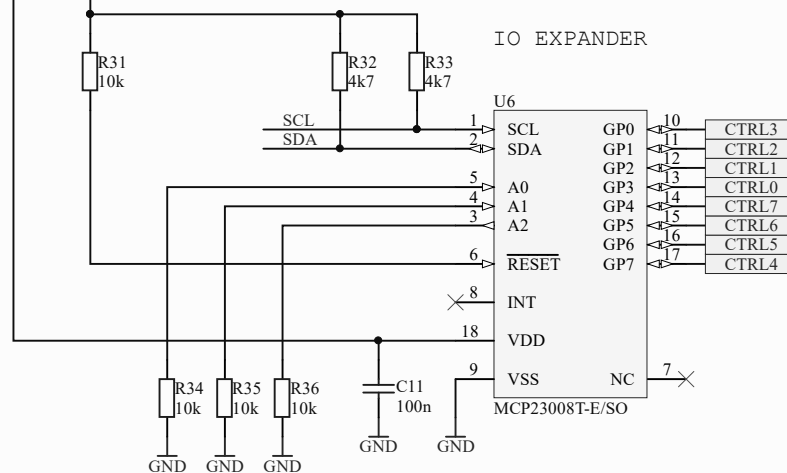 IO EXPANDER
R31
10k
R32
4k7
R33
4k7
U6
SCL
SDA
1
2
5
4
3
6
8
18
9
SCL
SDA
A0
A1
A2
RESET
INT
VDD
VSS
GP0
GP1
GP2
GP3
GP4
GP5
GP6
GP7
NC
10
11
12
13
14
15
16
17
7
CTRL3
CTRL2
CTRL1
CTRL0
CTRL7
CTRL6
CTRL5
CTRL4
R34
10k
R35
10k
R36
10k
C11
100n
MCP23008T-E/SO
GND
GND
GND
GND
GND